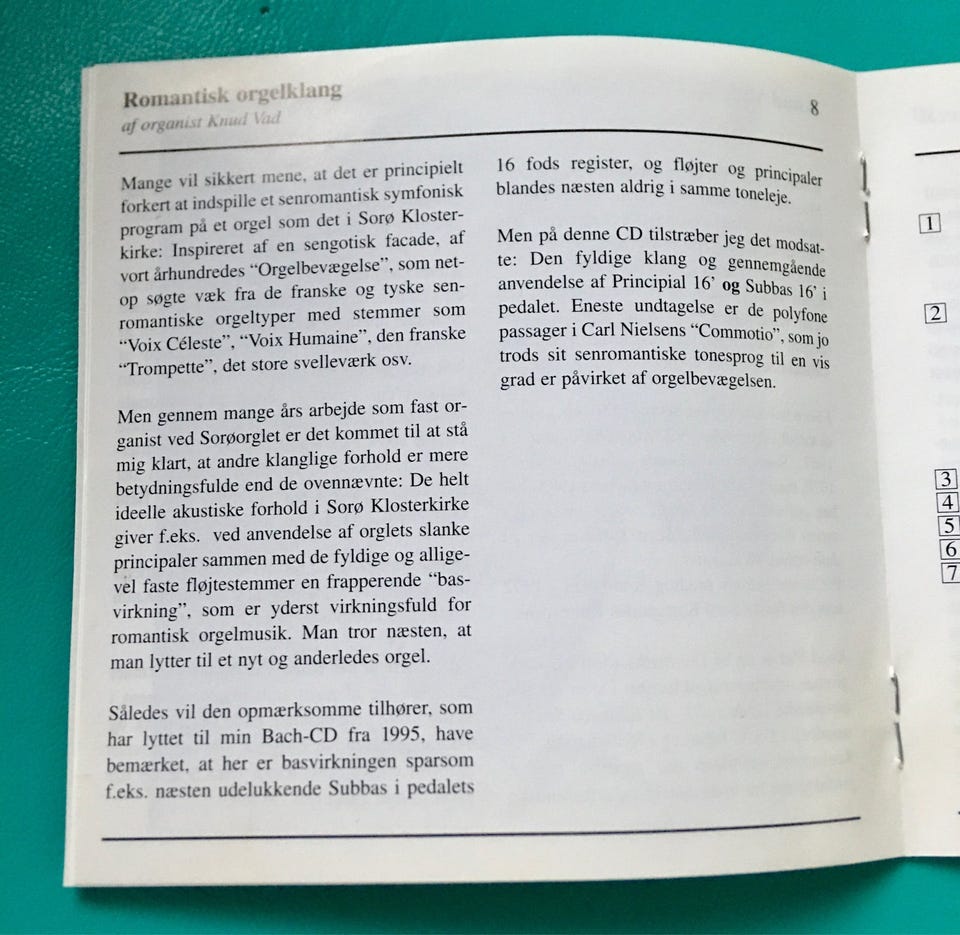 Romantisk orgelklang
af organist Knud Vad
8
Mange vil sikkert mene, at det er principielt
forkert at indspille et senromantisk symfonisk
program på et orgel som det i Sorø Kloster-
kirke: Inspireret af en sengotisk facade, af
vort århundredes “Orgelbevægelse”, som net-
op søgte væk fra de franske og tyske sen-
romantiske orgeltyper med stemmer som
“Voix Céleste”, “Voix Humaine”, den franske
“Trompette”, det store svelleværk osv.
Men gennem mange års arbejde som fast or-
ganist ved Sorøorglet er det kommet til at stå
mig klart, at andre klanglige forhold er mere
betydningsfulde end de ovennævnte: De helt
ideelle akustiske forhold i Sorø Klosterkirke
giver f.eks. ved anvendelse af orglets slanke
principaler sammen med de fyldige og allige-
vel faste fløjtestemmer en frapperende “bas-
virkning”, som er yderst virkningsfuld for
romantisk orgelmusik. Man tror næsten, at
man lytter til et nyt og anderledes orgel.
Således vil den opmærksomme tilhører, som
har lyttet til min Bach-CD fra 1995, have
bemærket, at her er basvirkningen sparsom
f.eks. næsten udelukkende Subbas i pedalets
16 fods register, og fløjter og principaler
blandes næsten aldrig i samme toneleje.
Men på denne CD tilstræber jeg det modsat-
te: Den fyldige klang og gennemgående
anvendelse af Principial 16’ og Subbas 16’ i
pedalet. Eneste undtagelse er de polyfone
passager i Carl Nielsens “Commotio”, som jo
trods sit senromantiske tonesprog til en vis
grad er påvirket af orgelbevægelsen.
1
2
3
4
5
6
7